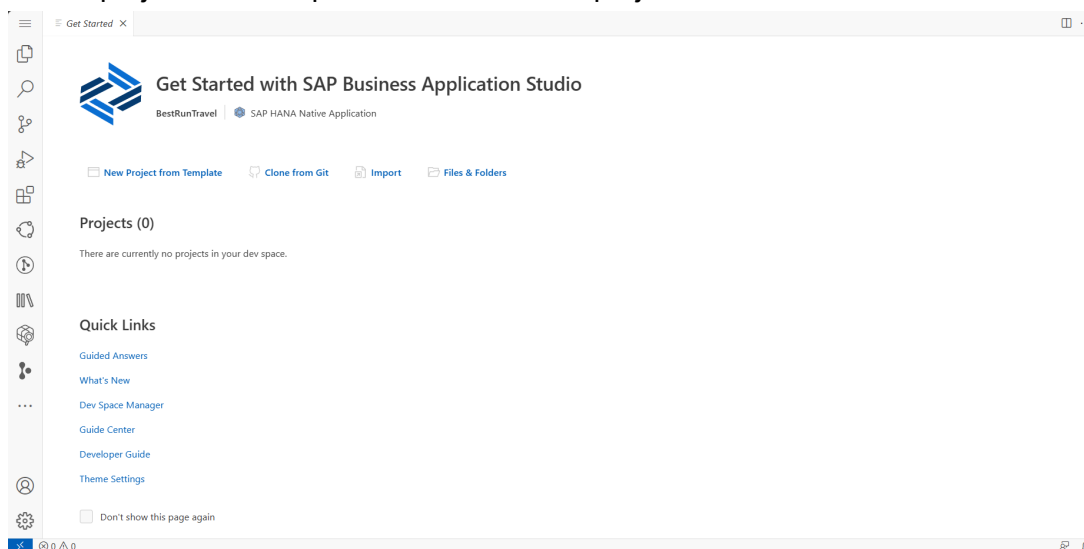 Get Started
Get Started with SAP Business Application Studio
BestRunTravel
SAP HANA Native Application
New Project from Template
Clone from Git
Import
Files & Folders
Projects (0)
There are currently no projects in your dev space.
Quick Links
Guided Answers
What's New
Dev Space Manager
Guide Center
Developer Guide
Theme Settings
Don't show this page again
0
0